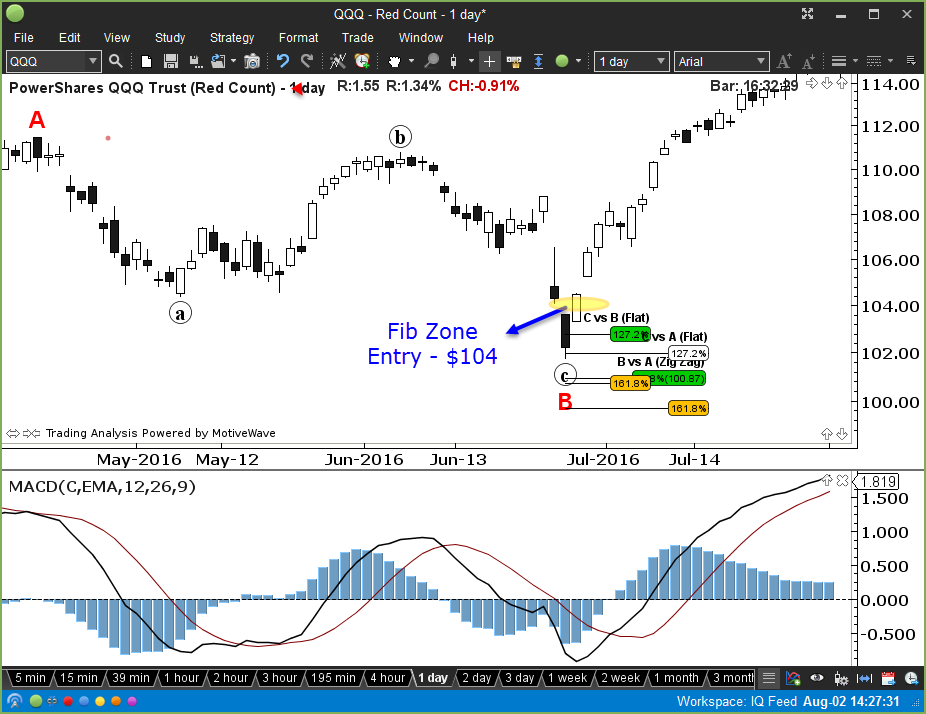 QQQ - Red Count - 1 day*
File Edit View Study Strategy Format Trade Window Help
QQQ 1 day Arial
PowerShares QQQ Trust (Red Count) - 1 day R:1.55 R:1.34% CH:-0.91% Bar: 16:32:29
114.00
A
b
112.00
110.00
108.00
106.00
104.00
a
C vs B (Flat)
Fib Zone
127.2%
vs A (Flat)
Entry - $104
127.2%
102.00
B vs A (Zig Zag)
c
161.8%
8%(100.87)
B
161.8%
100.00
Trading Analysis Powered by MotiveWave
May-2016 May-12 Jun-2016 Jun-13 Jul-2016 Jul-14
MACD(C,EMA,12,26,9)
1.819
1.500
1.000
0.500
0.000
-0.500
5 min 15 min 39 min 1 hour 2 hour 3 hour 195 min 4 hour 1 day 2 day 3 day 1 week 2 week 1 month 3 mont
Workspace: IQ Feed Aug-02 14:27:31